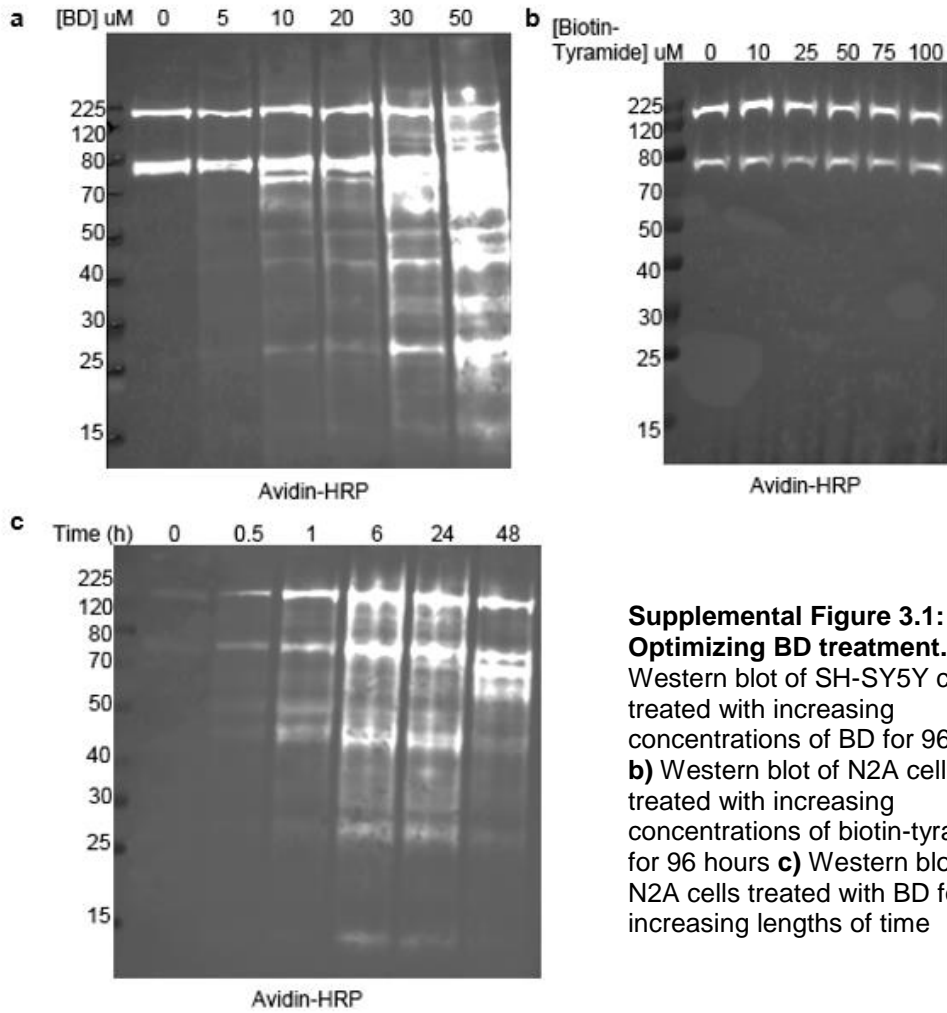 a
[BD] uM 0 5 10 20 30 50
225
120
80
70
50
40
30
25
15
Avidin-HRP
b
[Biotin-
Tyramide] uM 0 10 25 50 75 100
225
120
80
70
50
40
30
25
15
Avidin-HRP
c
Time (h) 0 0.5 1 6 24 48
225
120
80
70
50
40
30
25
15
Avidin-HRP
Supplemental Figure 3.1:
Optimizing BD treatment.
Western blot of SH-SY5Y
treated with increasing
concentrations of BD for 96
b) Western blot of N2A cell
treated with increasing
concentrations of
for 96 hours c) Western
N2A cells treated with BD
increasing lengths of time